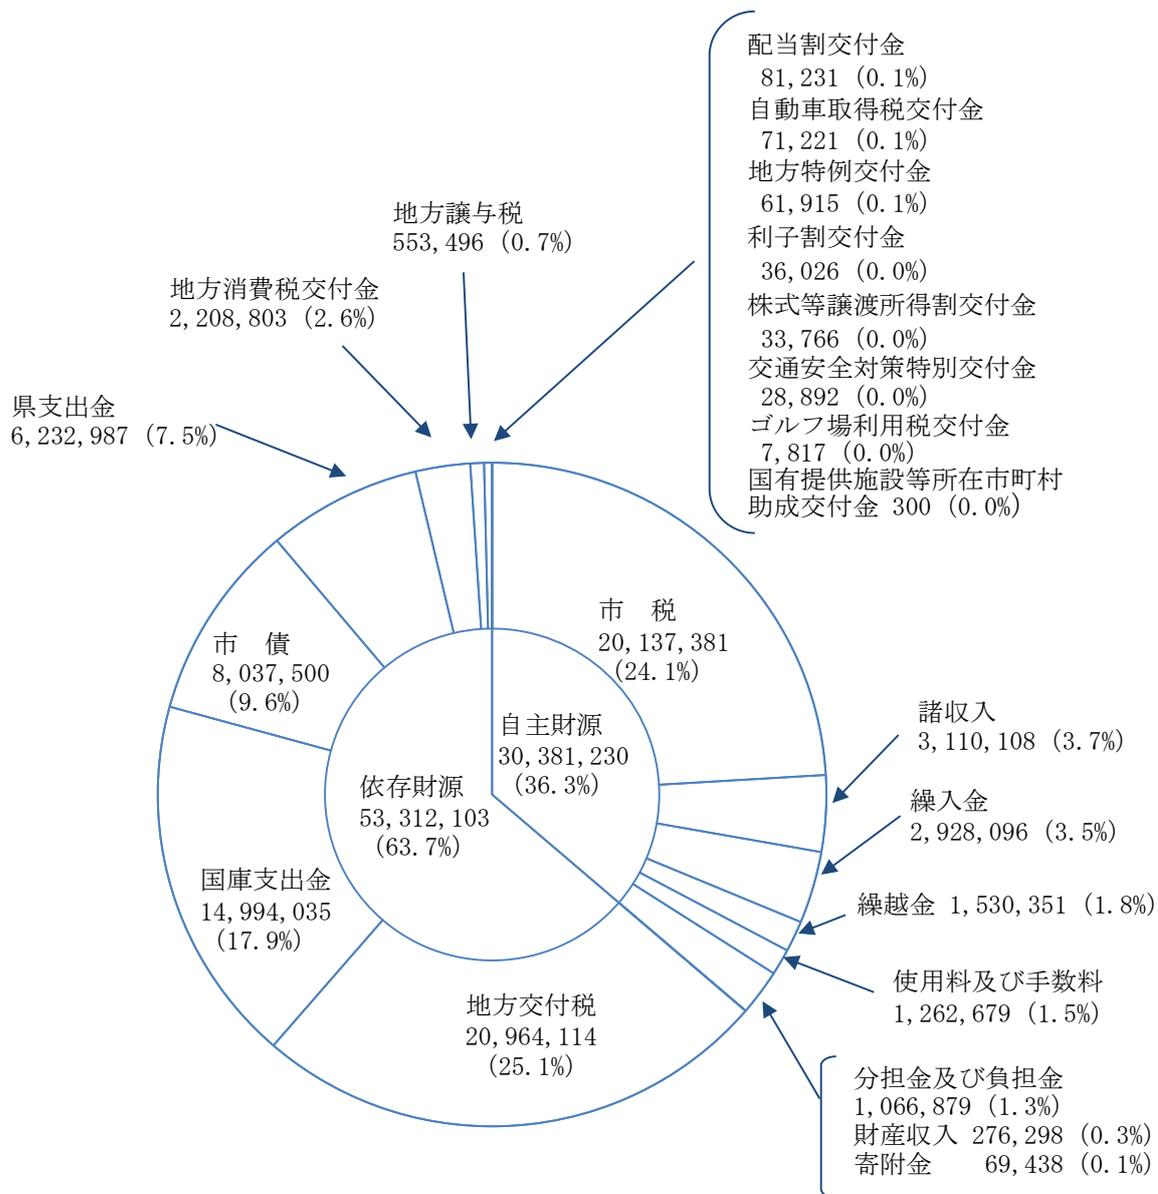 配当割交付金
81,231 (0.1%)
自動車取得税交付金
71,221 (0.1%)
地方特例交付金
61,915 (0.1%)
利子割交付金
36,026 (0.0%)
株式等譲渡所得割交付金
33,766 (0.0%)
交通安全対策特別交付金
28,892 (0.0%)
ゴルフ場利用税交付金
7,817 (0.0%)
国有提供施設等所在市町村
助成交付金 300 (0.0%)
地方譲与税
553,496 (0.7%)
地方消費税交付金
2,208,803 (2.6%)
県支出金
6,232,987 (7.5%)
市　債
8,037,500
(9.6%)
市　税
20,137,381
(24.1%)
自主財源
30,381,230
(36.3%)
依存財源
53,312,103
(63.7%)
諸収入
3,110,108 (3.7%)
繰入金
2,928,096 (3.5%)
繰越金 1,530,351 (1.8%)
使用料及び手数料
1,262,679 (1.5%)
国庫支出金
14,994,035
(17.9%)
地方交付税
20,964,114
(25.1%)
分担金及び負担金
1,066,879 (1.3%)
財産収入 276,298 (0.3%)
寄附金　 69,438 (0.1%)